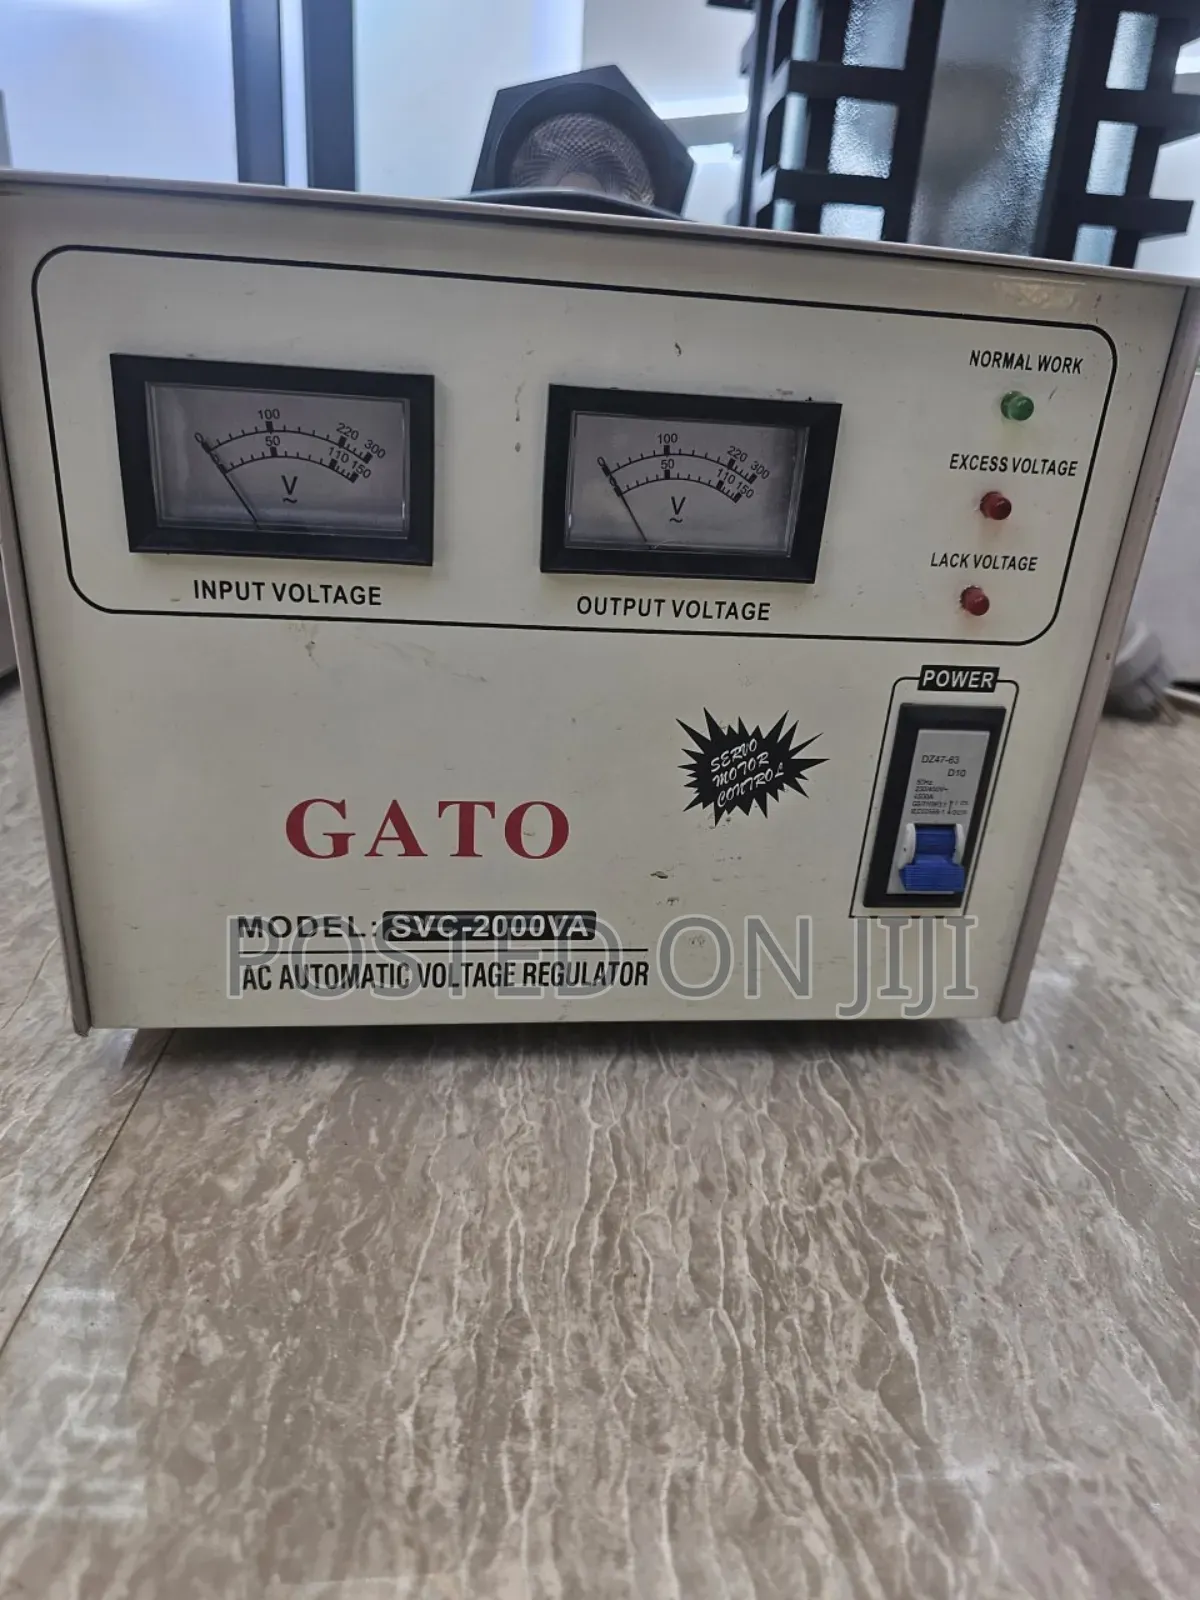 NORMAL WORK
0 100 220 300
50 110 150
V
~
INPUT VOLTAGE
0 100 220 300
50 110 150
V
~
OUTPUT VOLTAGE
EXCESS VOLTAGE
LACK VOLTAGE
POWER
DZ47-63
D10
SERVO
MOTOR
CONTROL
GATO
MODEL: SVC-2000VA
AC AUTOMATIC VOLTAGE REGULATOR
POSTED ON JIJI